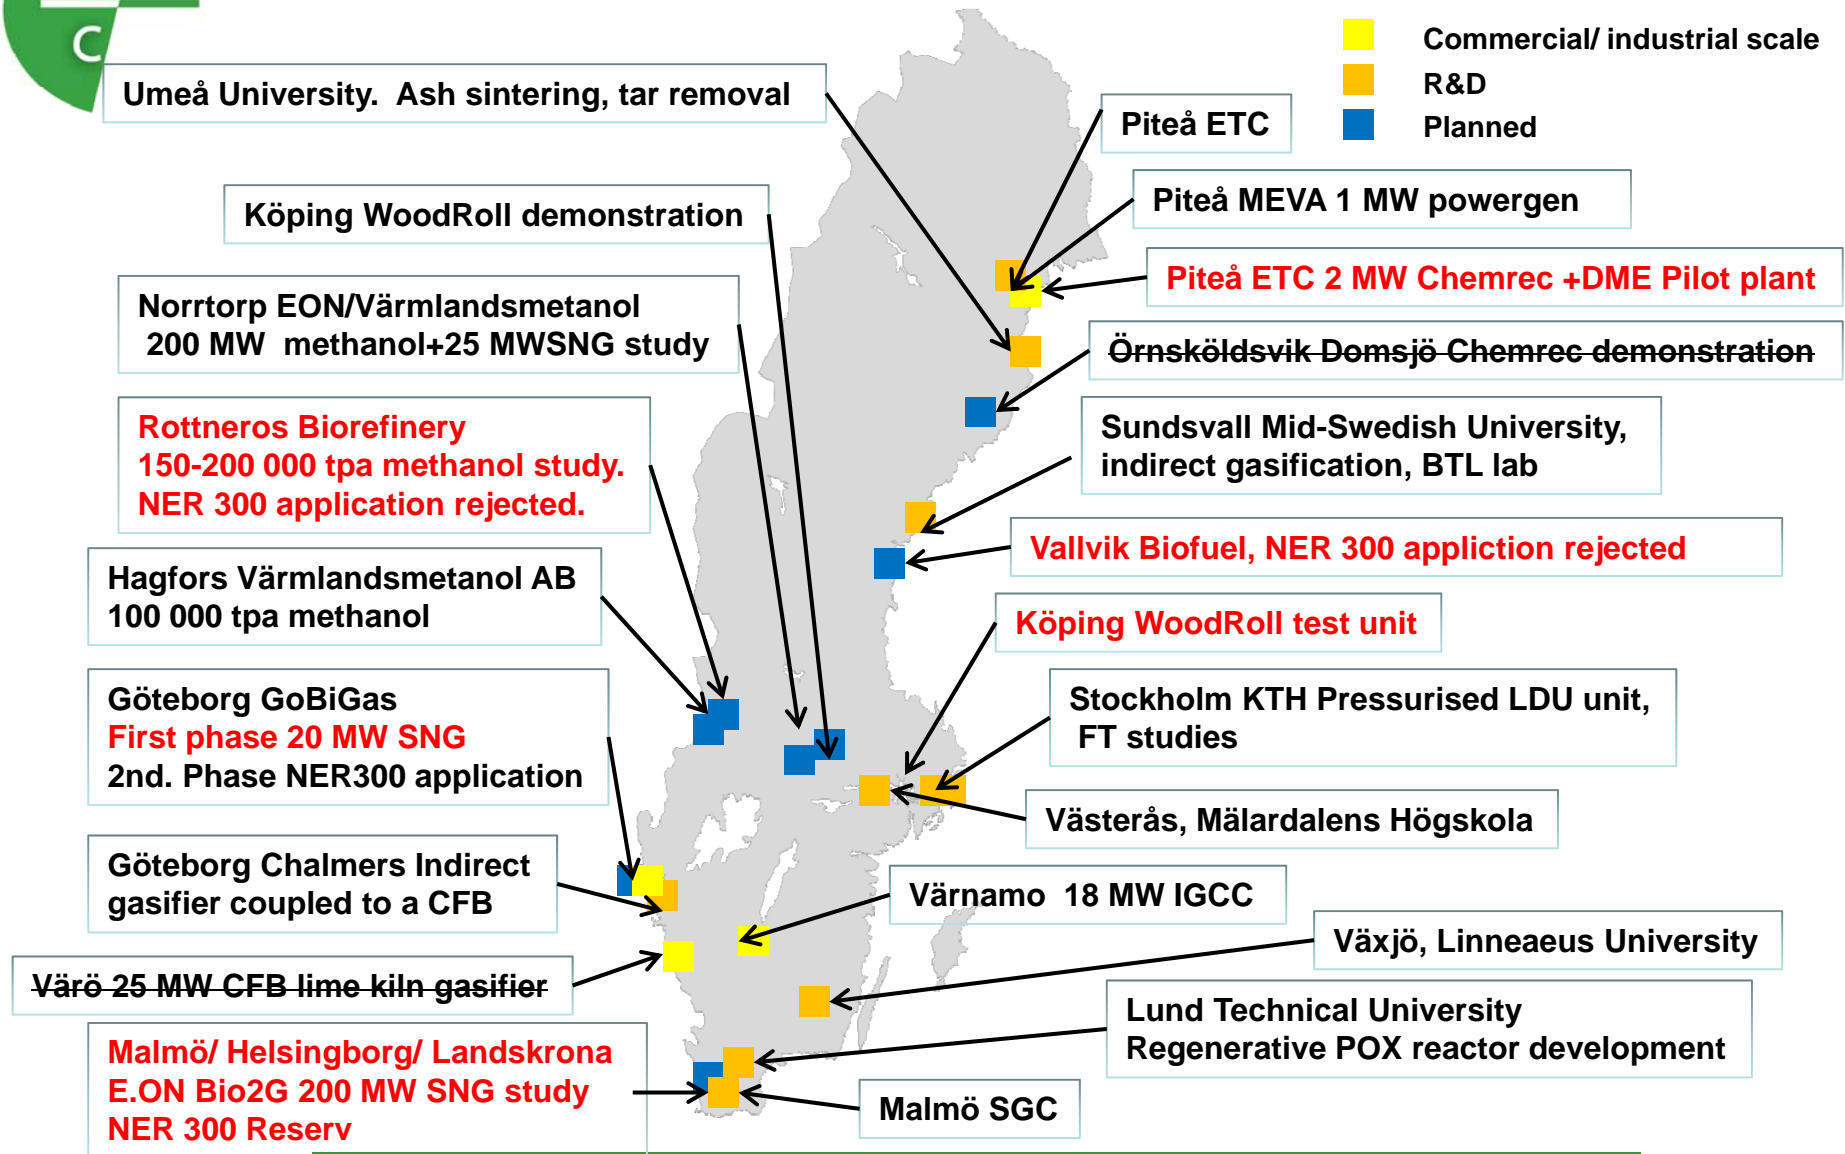 C
Commercial/ industrial scale
R&D
Planned
Umeå University.  Ash sintering, tar removal
Piteå ETC
Köping WoodRoll demonstration
Piteå MEVA 1 MW powergen
Piteå ETC 2 MW Chemrec +DME Pilot plant
Norrtorp EON/Värmlandsmetanol
200 MW  methanol+25 MWSNG study
Örnsköldsvik Domsjö Chemrec demonstration
Rottneros Biorefinery
150-200 000 tpa methanol study.
NER 300 application rejected.
Sundsvall Mid-Swedish University,
indirect gasification, BTL lab
Vallvik Biofuel, NER 300 appliction rejected
Hagfors Värmlandsmetanol AB
100 000 tpa methanol
Köping WoodRoll test unit
Göteborg GoBiGas
First phase 20 MW SNG
2nd. Phase NER300 application
Stockholm KTH Pressurised LDU unit,
FT studies
Västerås, Mälardalens Högskola
Göteborg Chalmers Indirect
gasifier coupled to a CFB
Värnamo  18 MW IGCC
Växjö, Linneaeus University
Värö 25 MW CFB lime kiln gasifier
Lund Technical University
Regenerative POX reactor development
Malmö/ Helsingborg/ Landskrona
E.ON Bio2G 200 MW SNG study
NER 300 Reserv
Malmö SGC